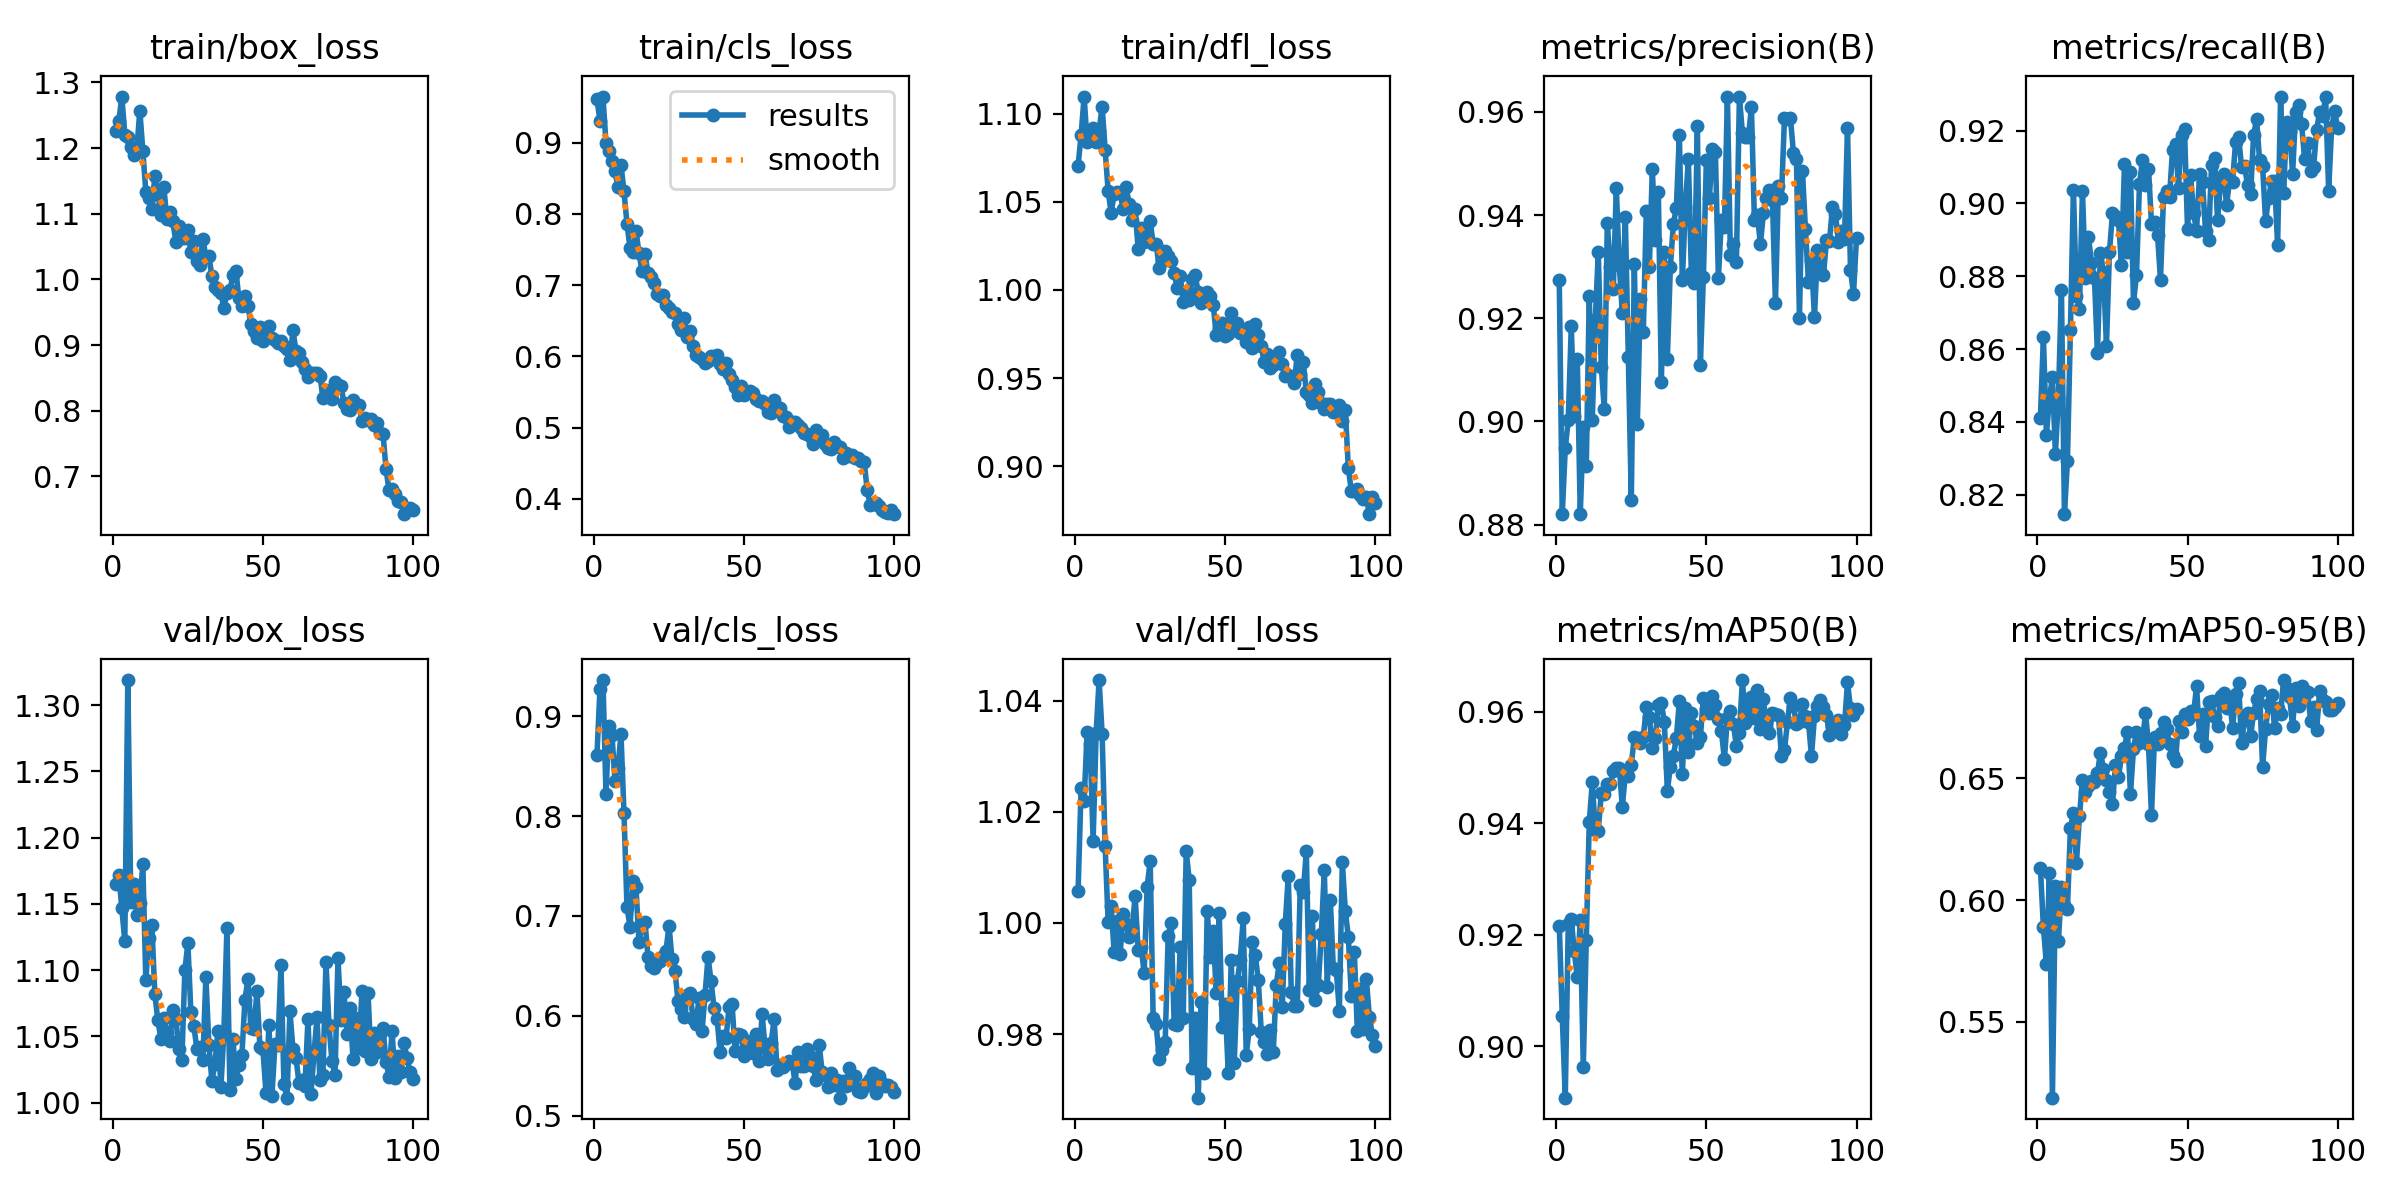 train/box_loss
1.3
1.2
1.1
1.0
0.9
0.8
0.7
0 50 100
train/cls_loss
results
smooth
0.9
0.8
0.7
0.6
0.5
0.4
0 50 100
train/dfl_loss
1.10
1.05
1.00
0.95
0.90
0 50 100
metrics/precision(B)
0.96
0.94
0.92
0.90
0.88
0 50 100
metrics/recall(B)
0.92
0.90
0.88
0.86
0.84
0.82
0 50 100
val/box_loss
1.30
1.25
1.20
1.15
1.10
1.05
1.00
0 50 100
val/cls_loss
0.9
0.8
0.7
0.6
0.5
0 50 100
val/dfl_loss
1.04
1.02
1.00
0.98
0 50 100
metrics/mAP50(B)
0.96
0.94
0.92
0.90
0 50 100
metrics/mAP50-95(B)
0.65
0.60
0.55
0 50 100